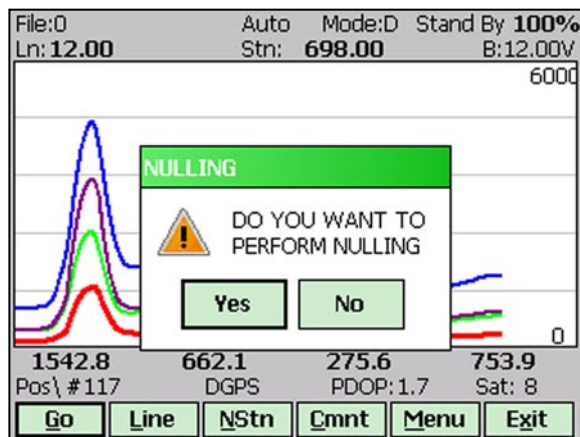 File:0 Auto Mode:D Stand By 100%
Ln: 12.00 Stn: 698.00 B:12.00V
6000
NULLING
DO YOU WANT TO
PERFORM NULLING
Yes No
0
1542.8 662.1 275.6 753.9
Pos\ #117 DGPS PDOP:1.7 Sat: 8
Go Line NStn Cmnt Menu Exit